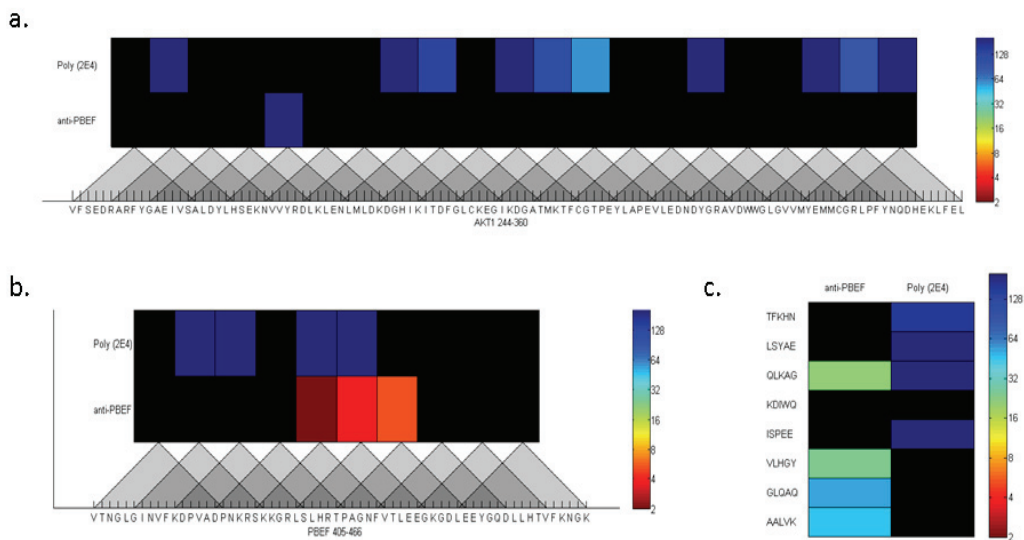 a.
Poly (2E4)
anti-PBEF
128
64
32
16
8
4
2
VFSEDRARFYGAEIVSALDYLHSEKNVVYRDLKLENLMLDKDGHIKITDFGLCKEGIKDGATMKTFCGTPEYLAPEVLEDNDYGRAVDWWGLGVVMYEMMCGRLPFYNQDHEKLFEL
AKT1 244-360
b.
Poly (2E4)
anti-PBEF
128
64
32
16
8
4
2
VTNGLGINVFKDPVADPNKRSKKGRLSLHRTPAGNFVTLEEGKGDLEEYGQDLLHTVFKNGK
PBEF 405-466
c.
anti-PBEF Poly (2E4)
TFKHN
LSYAE
QLKAG
KDIWQ
ISPEE
VLHGY
GLQAQ
AALVK
128
64
32
16
8
4
2